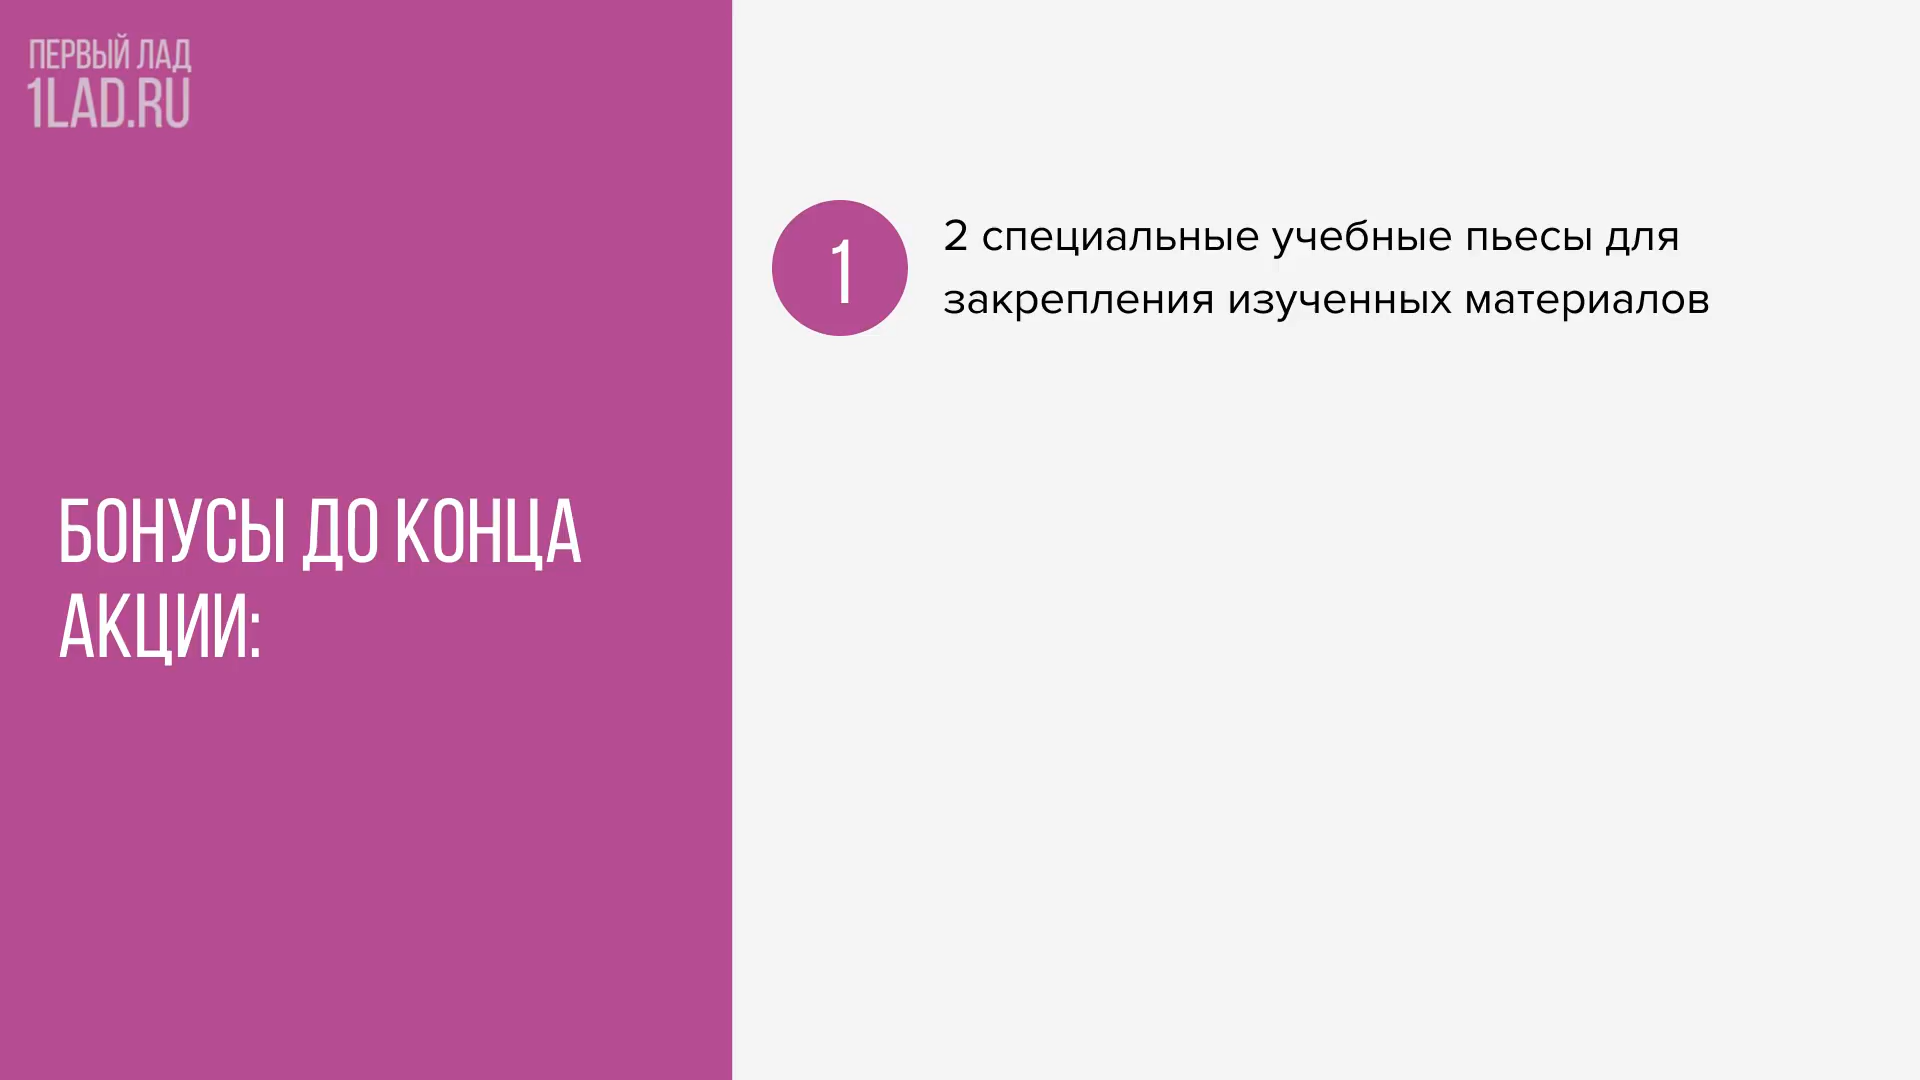 ПЕРВЫЙ ЛАД
1LAD.RU
БОНУСЫ ДО КОНЦА
АКЦИИ:
1
2 специальные учебные пьесы для
закрепления изученных материалов